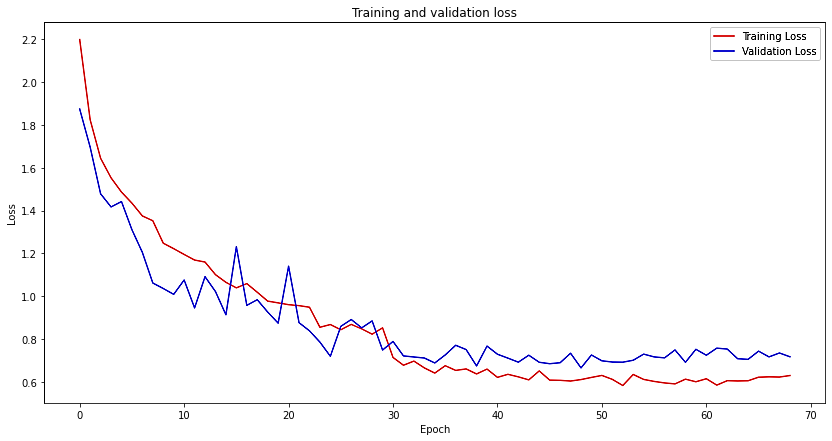 Training and validation loss
Training Loss
Validation Loss
2.2
2.0
1.8
1.6
1.4
1.2
1.0
0.8
0.6
Loss
0 10 20 30 40 50 60 70
Epoch